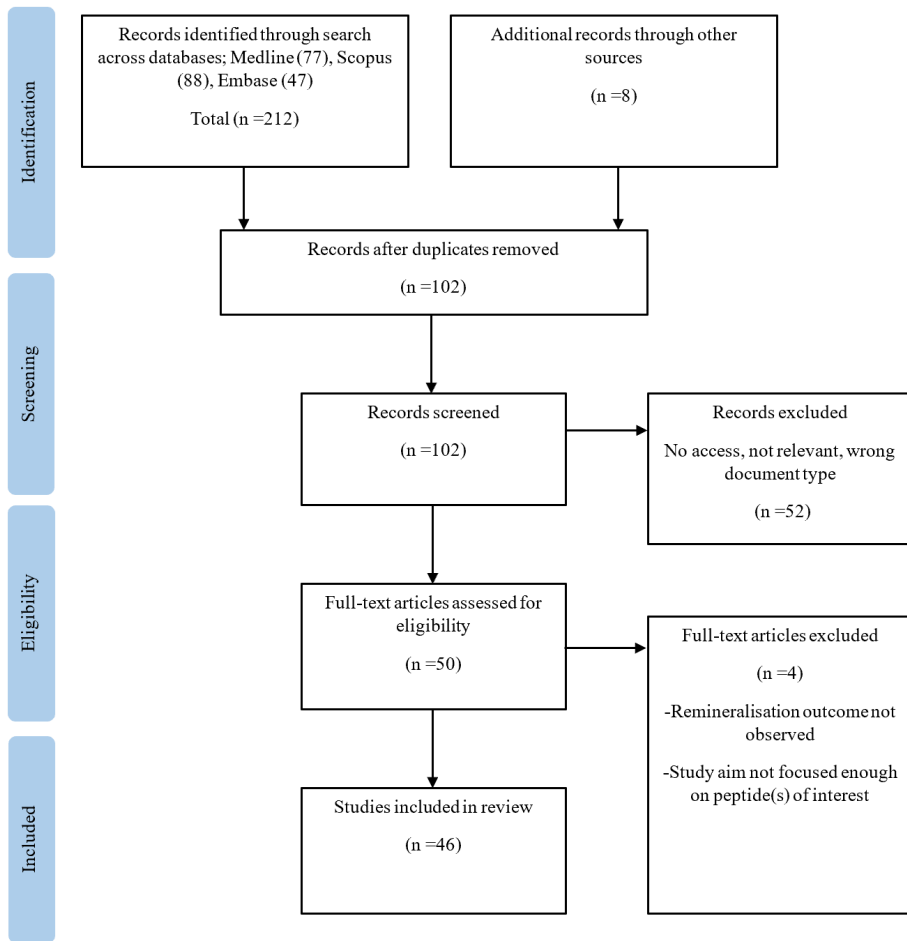 Identification
Records identified through search
across databases; Medline (77), Scopus
(88), Embase (47)
Total (n =212)
Additional records through other
sources
(n =8)
Records after duplicates removed
(n =102)
Screening
Records screened
(n =102)
Records excluded
No access, not relevant, wrong
document type
(n =52)
Eligibility
Full-text articles assessed for
eligibility
(n =50)
Full-text articles excluded
(n =4)
-Remineralisation outcome not
observed
-Study aim not focused enough
on peptide(s) of interest
Included
Studies included in review
(n =46)